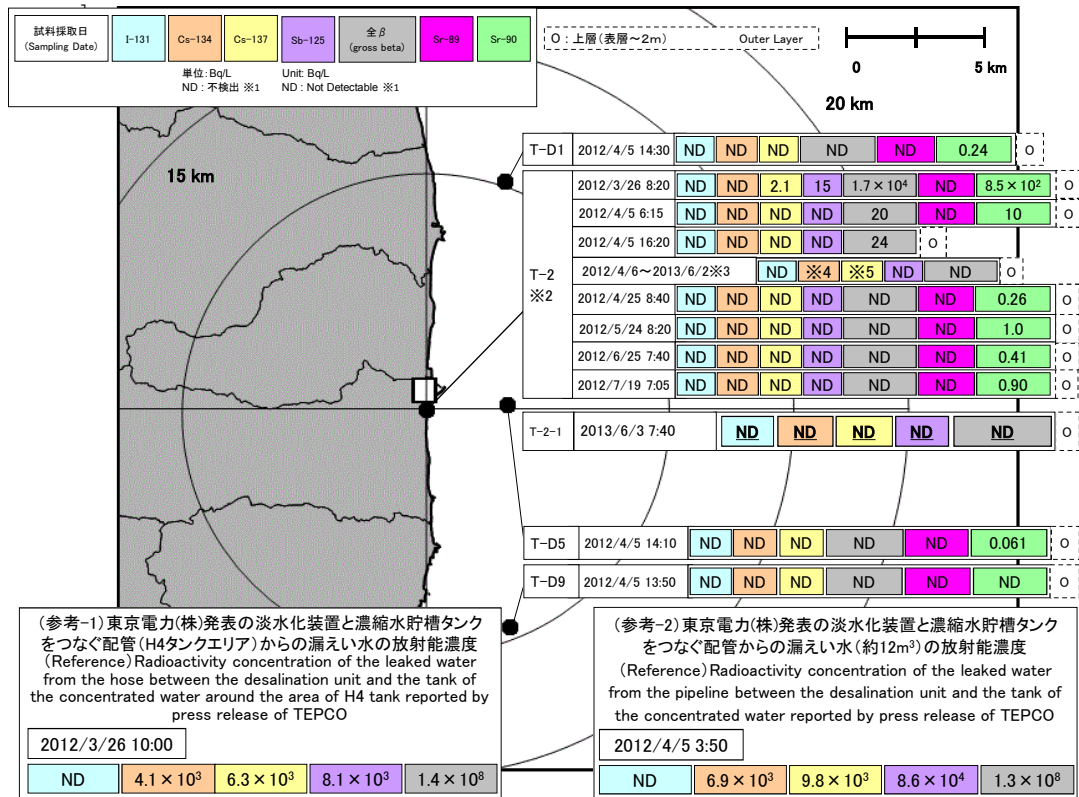 試料採取日
(Sampling Date)
I-131
Cs-134
Cs-137
Sb-125
全β
(gross beta)
Sr-89
Sr-90
単位:Bq/L
Unit: Bq/L
ND : 不検出 ※1
ND : Not Detectable ※1
O : 上層(表層~2m) Outer Layer
0 5 km
20 km
15 km
T-D1 2012/4/5 14:30 ND ND ND ND ND 0.24 O
T-2
※2
2012/3/26 8:20 ND ND 2.1 15 1.7×10⁴ ND 8.5×10² O
2012/4/5 6:15 ND ND ND ND 20 ND 10 O
2012/4/5 16:20 ND ND ND ND 24 O
2012/4/6~2013/6/2※3 ND ※4 ※5 ND ND O
2012/4/25 8:40 ND ND ND ND ND ND 0.26 O
2012/5/24 8:20 ND ND ND ND ND ND 1.0 O
2012/6/25 7:40 ND ND ND ND ND ND 0.41 O
2012/7/19 7:05 ND ND ND ND ND ND 0.90 O
T-2-1 2013/6/3 7:40 ND ND ND ND ND O
T-D5 2012/4/5 14:10 ND ND ND ND ND 0.061 O
T-D9 2012/4/5 13:50 ND ND ND ND ND ND O
(参考-1)東京電力(株)発表の淡水化装置と濃縮水貯槽タンク
をつなぐ配管(H4タンクエリア)からの漏えい水の放射能濃度
(Reference)Radioactivity concentration of the leaked water
from the hose between the desalination unit and the tank of
the concentrated water around the area of H4 tank reported by
press release of TEPCO
2012/3/26 10:00
ND 4.1×10³ 6.3×10³ 8.1×10³ 1.4×10⁸
(参考-2)東京電力(株)発表の淡水化装置と濃縮水貯槽タンク
をつなぐ配管からの漏えい水(約12m³)の放射能濃度
(Reference)Radioactivity concentration of the leaked water
from the pipeline between the desalination unit and the tank of
the concentrated water reported by press release of TEPCO
2012/4/5 3:50
ND 6.9×10³ 9.8×10³ 8.6×10⁴ 1.3×10⁸